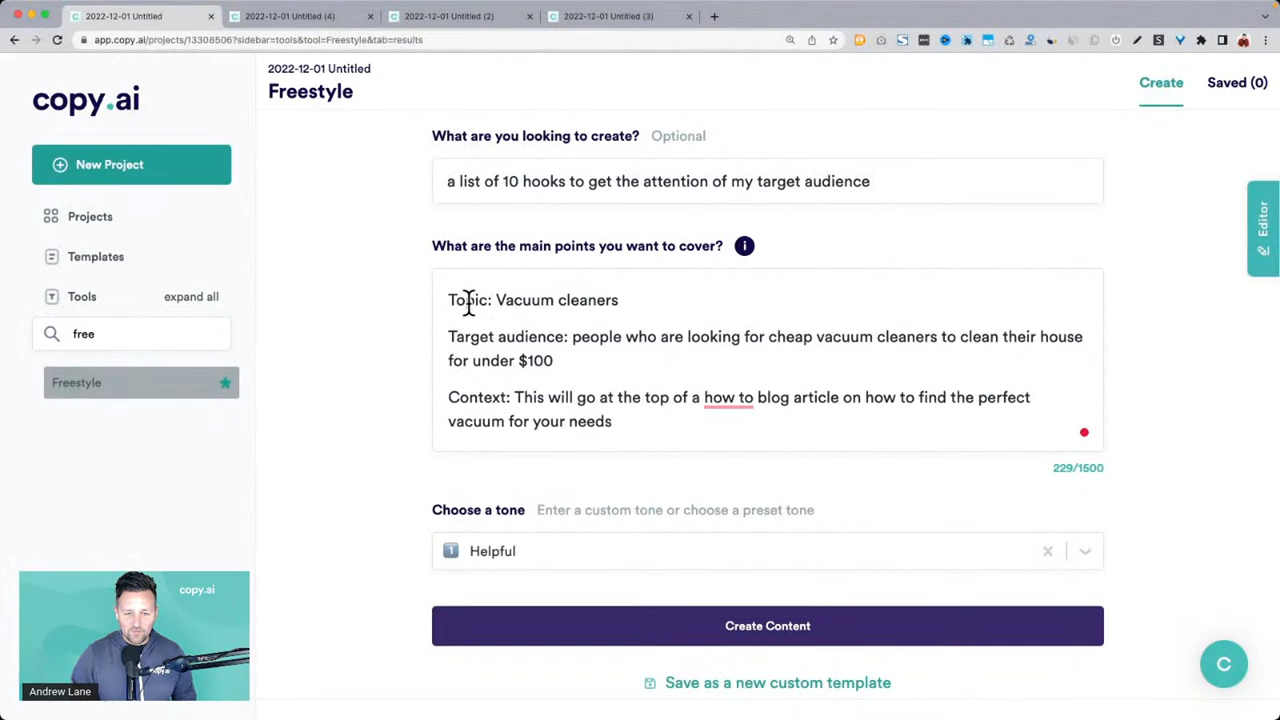 2022-12-01 Untitled
2022-12-01 Untitled (4)
2022-12-01 Untitled (2)
2022-12-01 Untitled (3)
app.copy.ai/projects/13308506?sidebar=tools&tool=Freestyle&tab=results
copy.ai
New Project
Projects
Templates
Tools
expand all
free
Freestyle
2022-12-01 Untitled
Freestyle
Create
Saved (0)
What are you looking to create? Optional
a list of 10 hooks to get the attention of my target audience
What are the main points you want to cover? i
Topic: Vacuum cleaners
Target audience: people who are looking for cheap vacuum cleaners to clean their house
for under $100
Context: This will go at the top of a how to blog article on how to find the perfect
vacuum for your needs
229/1500
Choose a tone Enter a custom tone or choose a preset tone
1 Helpful
Create Content
Save as a new custom template
Editor
C
copy.ai
copy.ai
Andrew Lane